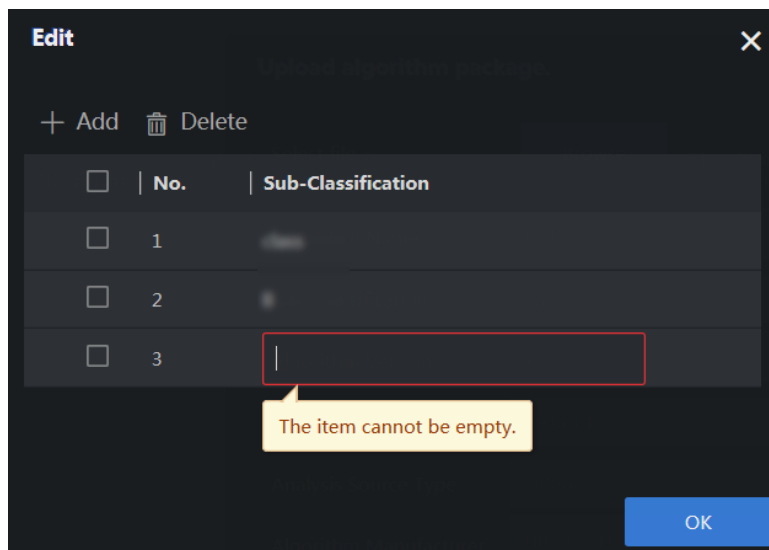 Edit
Add Delete
No. Sub-Classification
1
2
3
The item cannot be empty.
OK